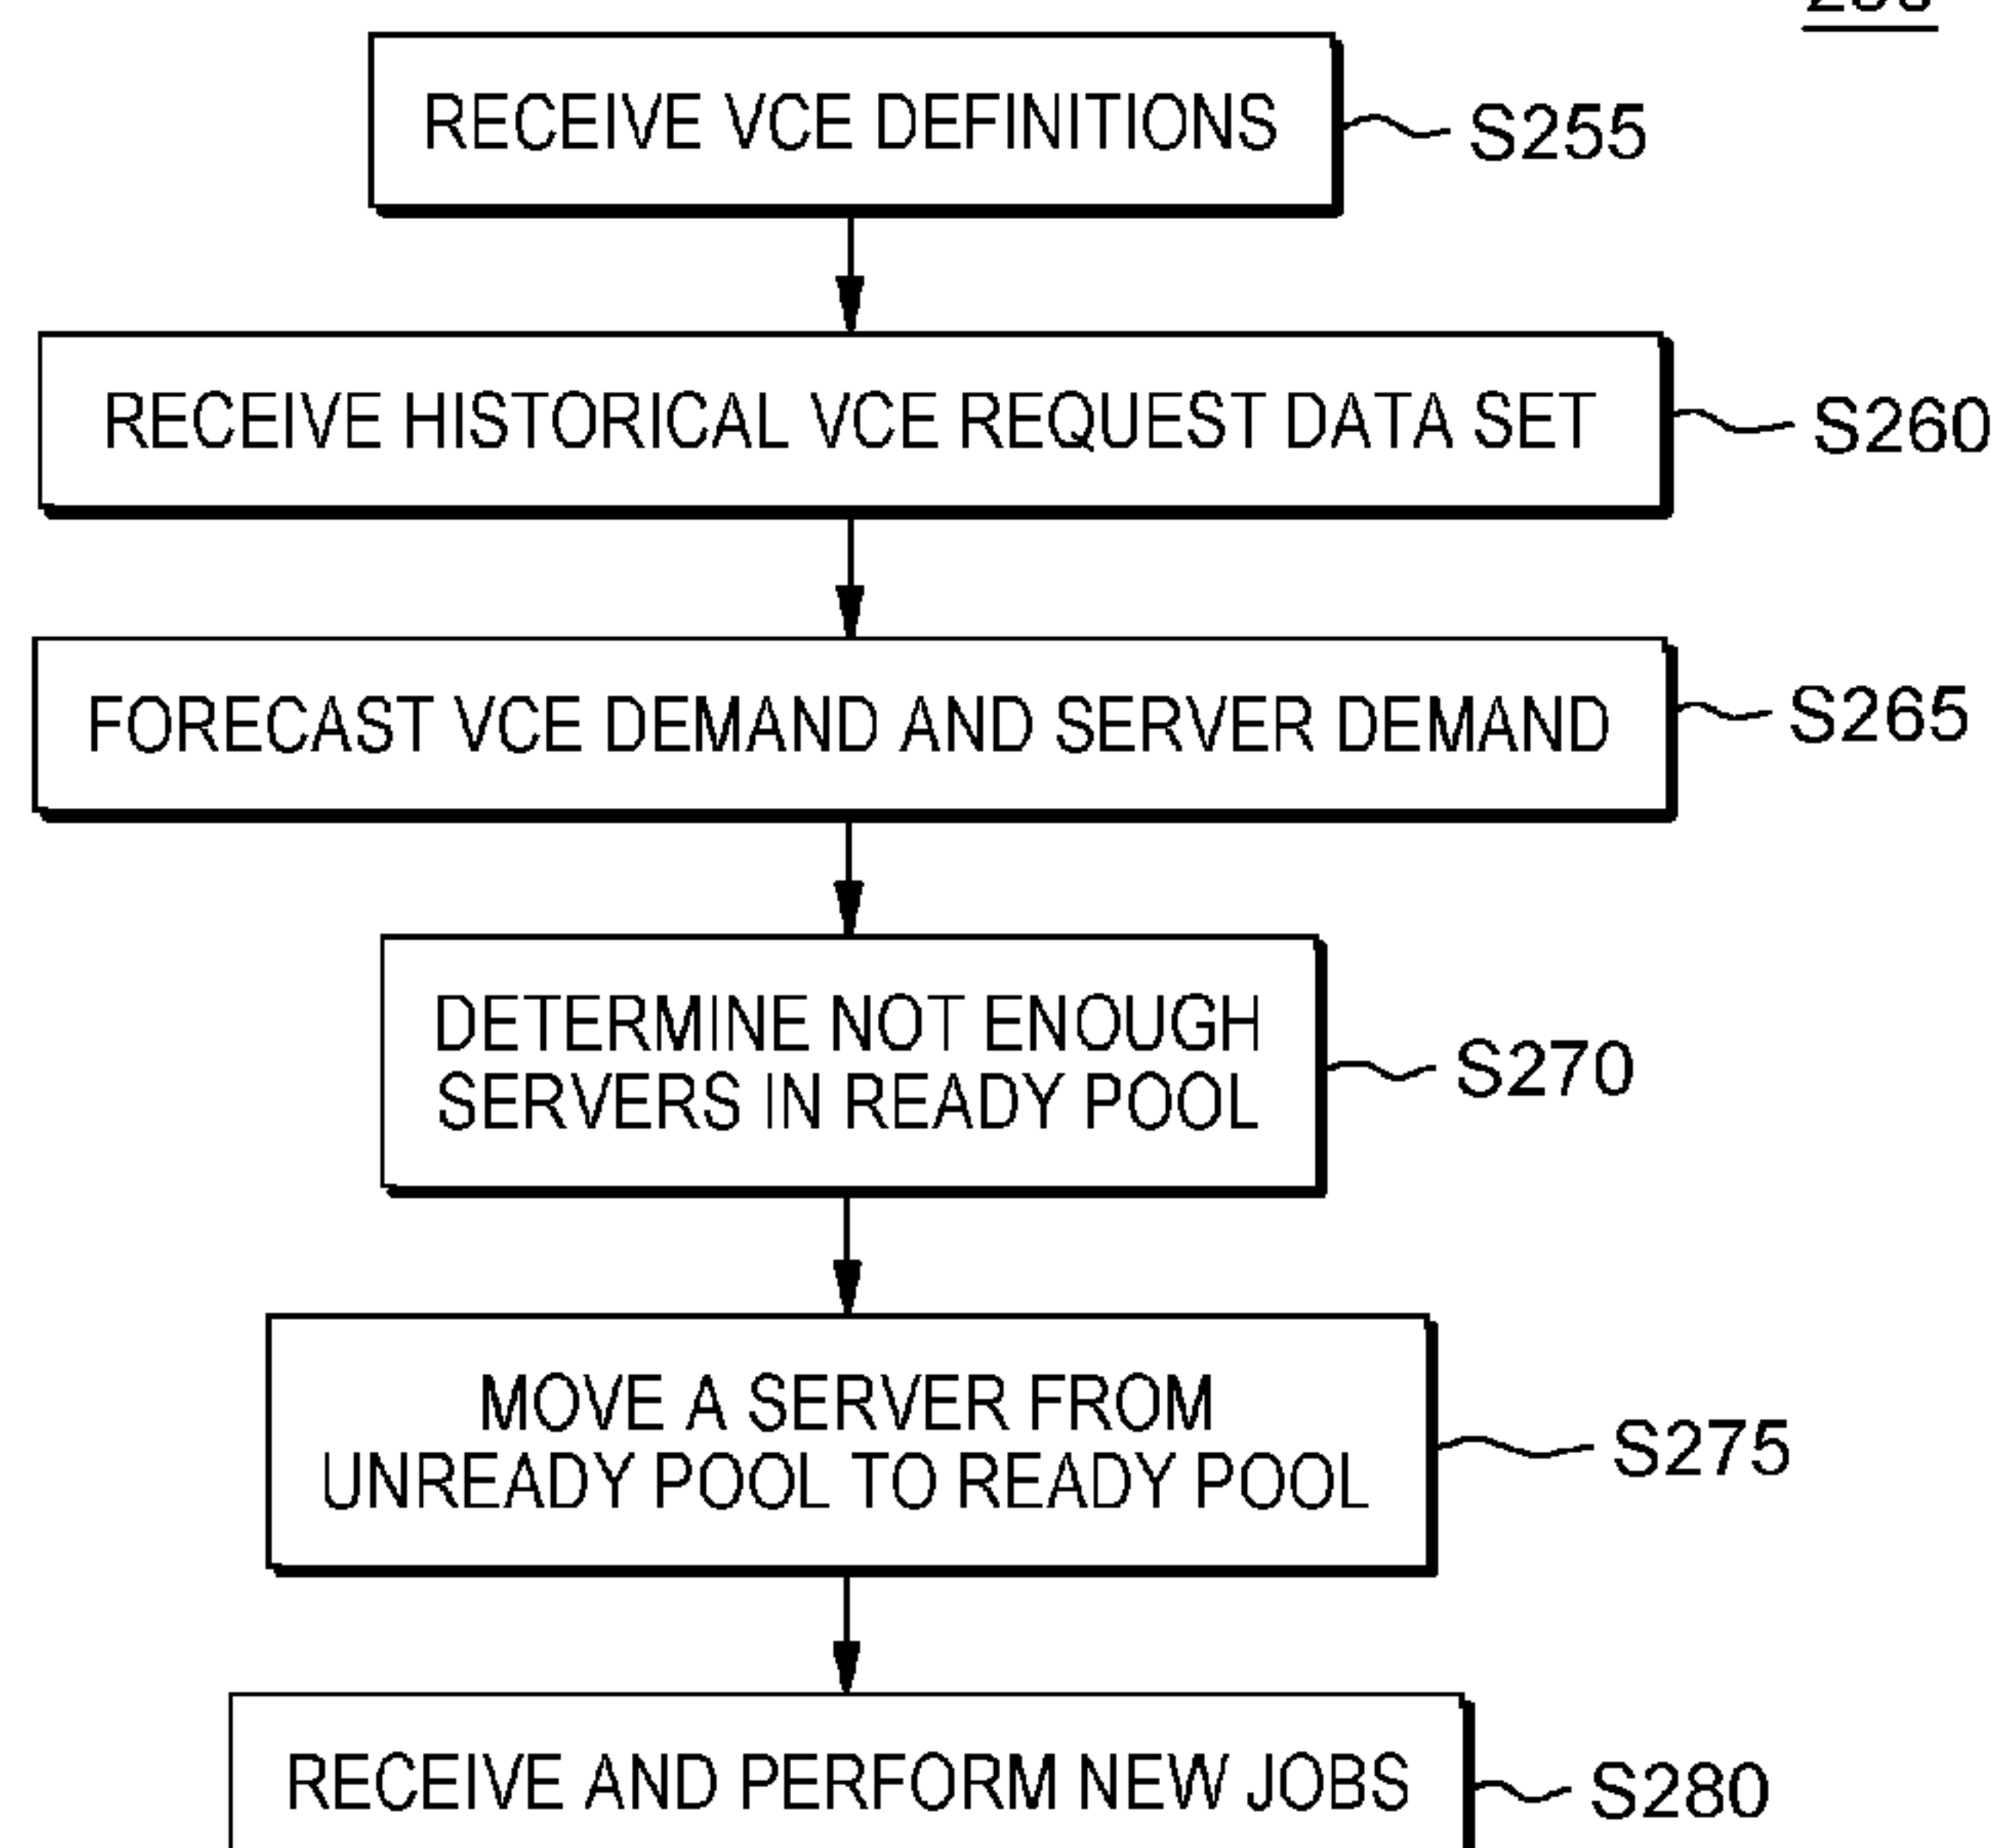 RECEIVE VCE DEFINITIONS
S255
RECEIVE HISTORICAL VCE REQUEST DATA SET
S260
FORECAST VCE DEMAND AND SERVER DEMAND
S265
DETERMINE NOT ENOUGH
SERVERS IN READY POOL
S270
MOVE A SERVER FROM
UNREADY POOL TO READY POOL
S275
RECEIVE AND PERFORM NEW JOBS
S280